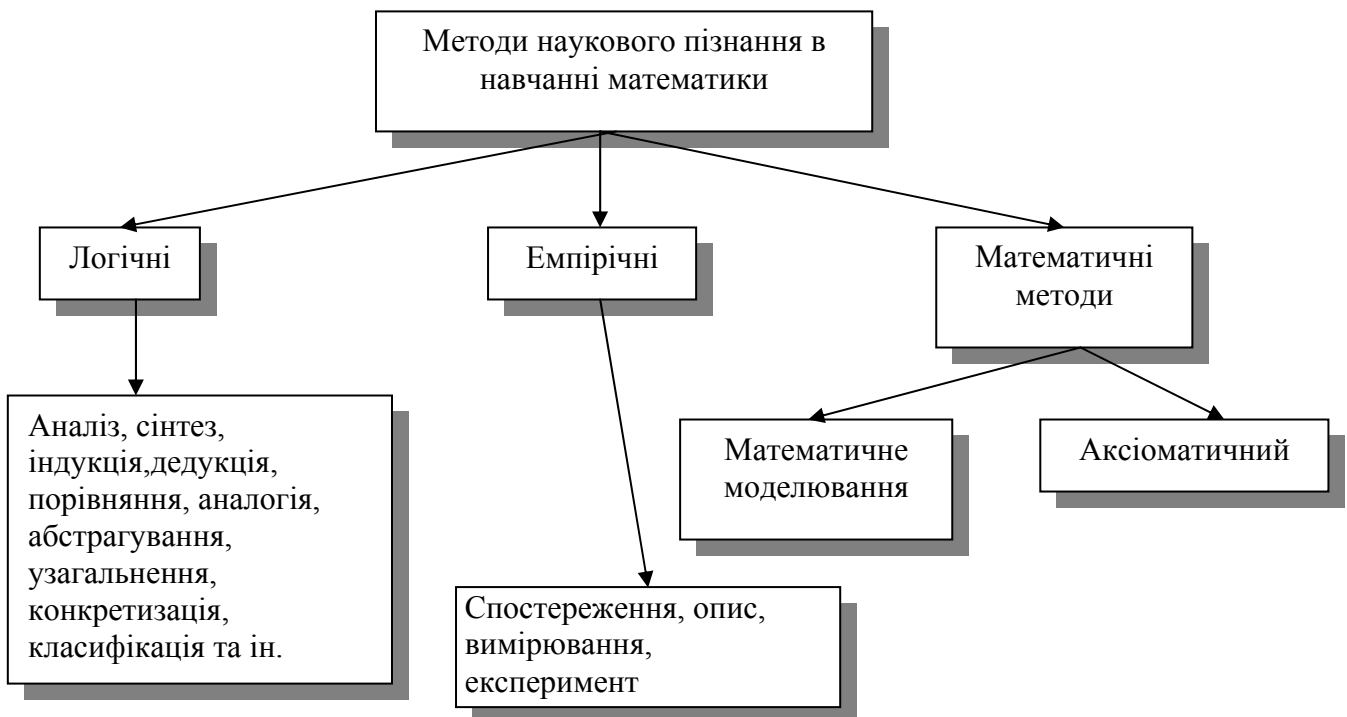 Методи наукового пізнання в
навчанні математики
Логічні
Емпірічні
Математичні
методи
Аналіз, сінтез,
індукція,дедукція,
порівняння, аналогія,
абстрагування,
узагальнення,
конкретизація,
класифікація та ін.
Математичне
моделювання
Аксіоматичний
Спостереження, опис,
вимірювання,
експеримент